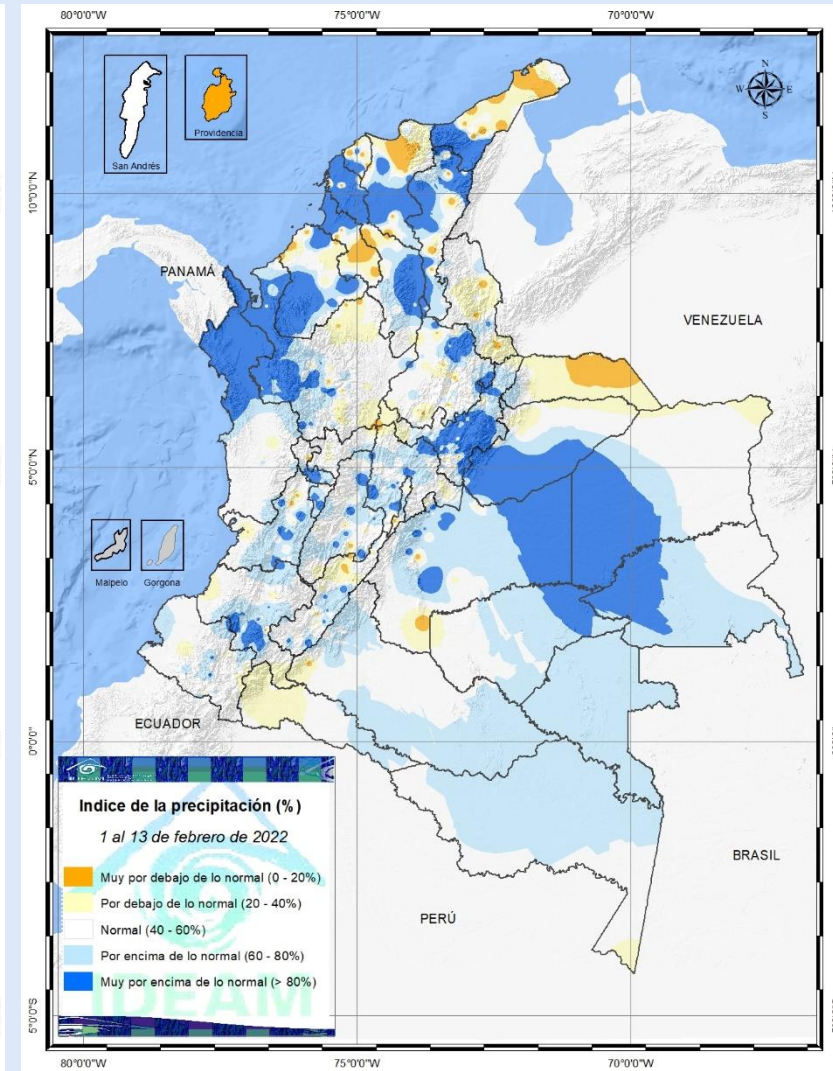 80°0'0"W 75°0'0"W 70°0'0"W
N
W E
S
San Andrés
Providencia
10°0'0"N
PANAMÁ
VENEZUELA
5°0'0"N
Malpelo Gorgona
ECUADOR
0°0'0"
IDEAM
Indice de la precipitación (%)
1 al 13 de febrero de 2022
Muy por debajo de lo normal (0 - 20%)
Por debajo de lo normal (20 - 40%)
Normal (40 - 60%)
Por encima de lo normal (60 - 80%)
Muy por encima de lo normal (> 80%)
IDEAM
BRASIL
PERÚ
5°0'0"S
80°0'0"W 75°0'0"W 70°0'0"W